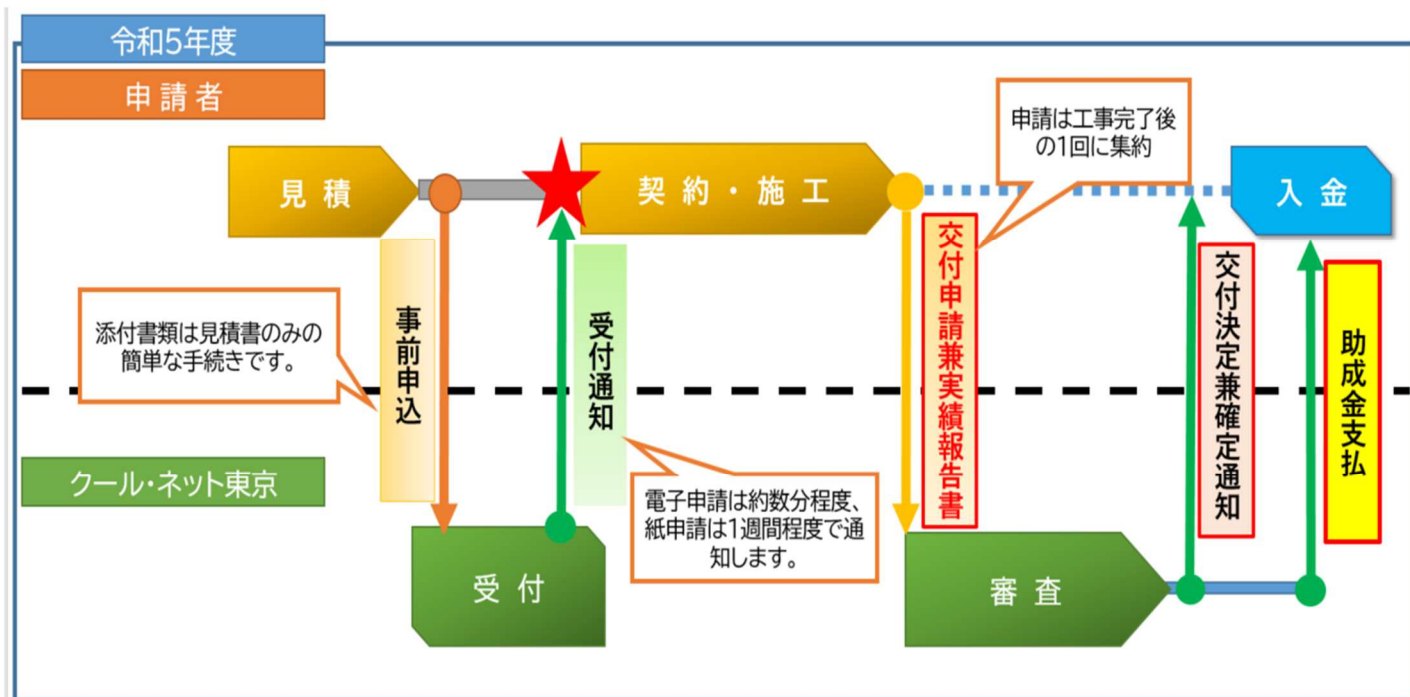 令和5年度
申請者
申請は工事完了後
の1回に集約
見積
契約・施工
入金
添付書類は見積書のみの
簡単な手続きです。
事前申込
受付通知
交付申請兼実績報告書
交付決定兼確定通知
助成金支払
クール・ネット東京
電子申請は約数分程度、
紙申請は1週間程度で通
知します。
受付
審査